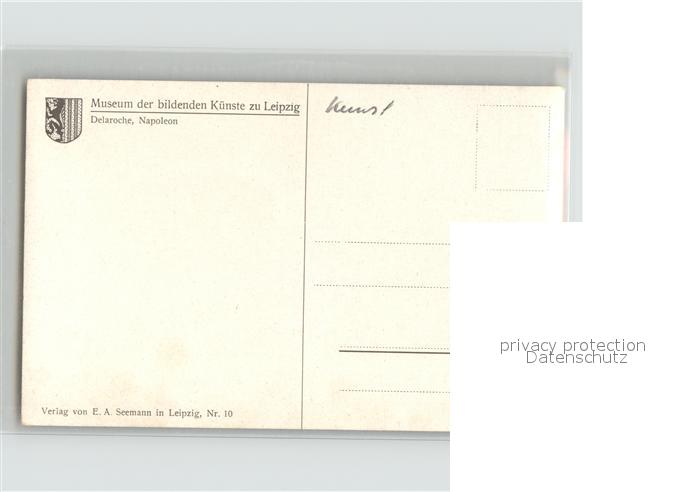 Museum der bildenden Künste zu Leipzig
Delaroche, Napoleon
Kunst
Verlag von E. A. Seemann in Leipzig, Nr. 10
privacy protection
Datenschutz